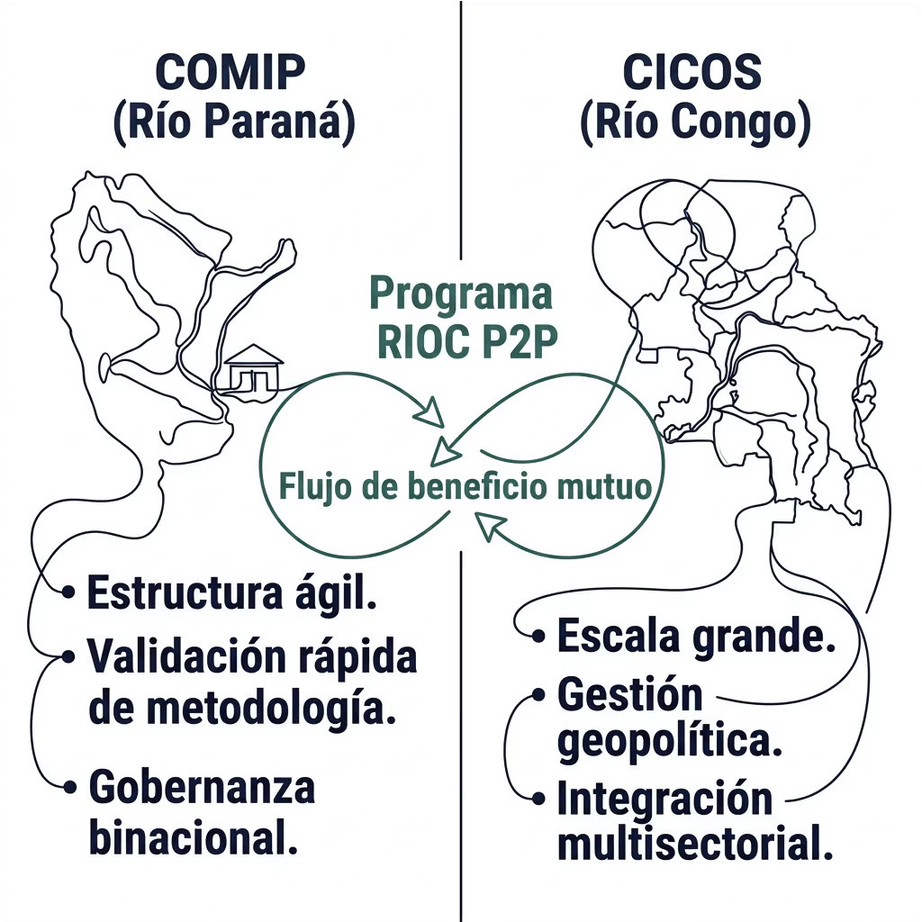 COMIP
(Río Paraná)
CICOS
(Río Congo)
Programa
RIOC P2P
Flujo de beneficio mutuo
Estructura ágil.
Validación rápida
de metodología.
Gobernanza
binacional.
Escala grande.
Gestión
geopolítica.
Integración
multisectorial.